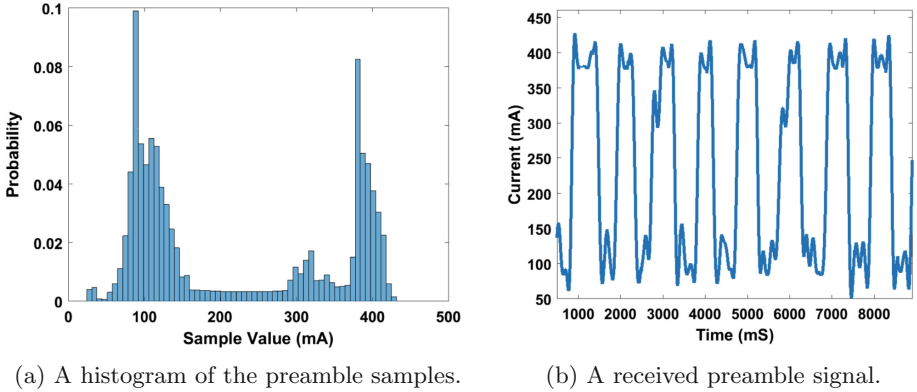 0.1
0.08
0.06
0.04
0.02
0
Probability
0 100 200 300 400 500
Sample Value (mA)
(a) A histogram of the preamble samples.
450
400
350
300
250
200
150
100
50
Current (mA)
1000 2000 3000 4000 5000 6000 7000 8000
Time (mS)
(b) A received preamble signal.